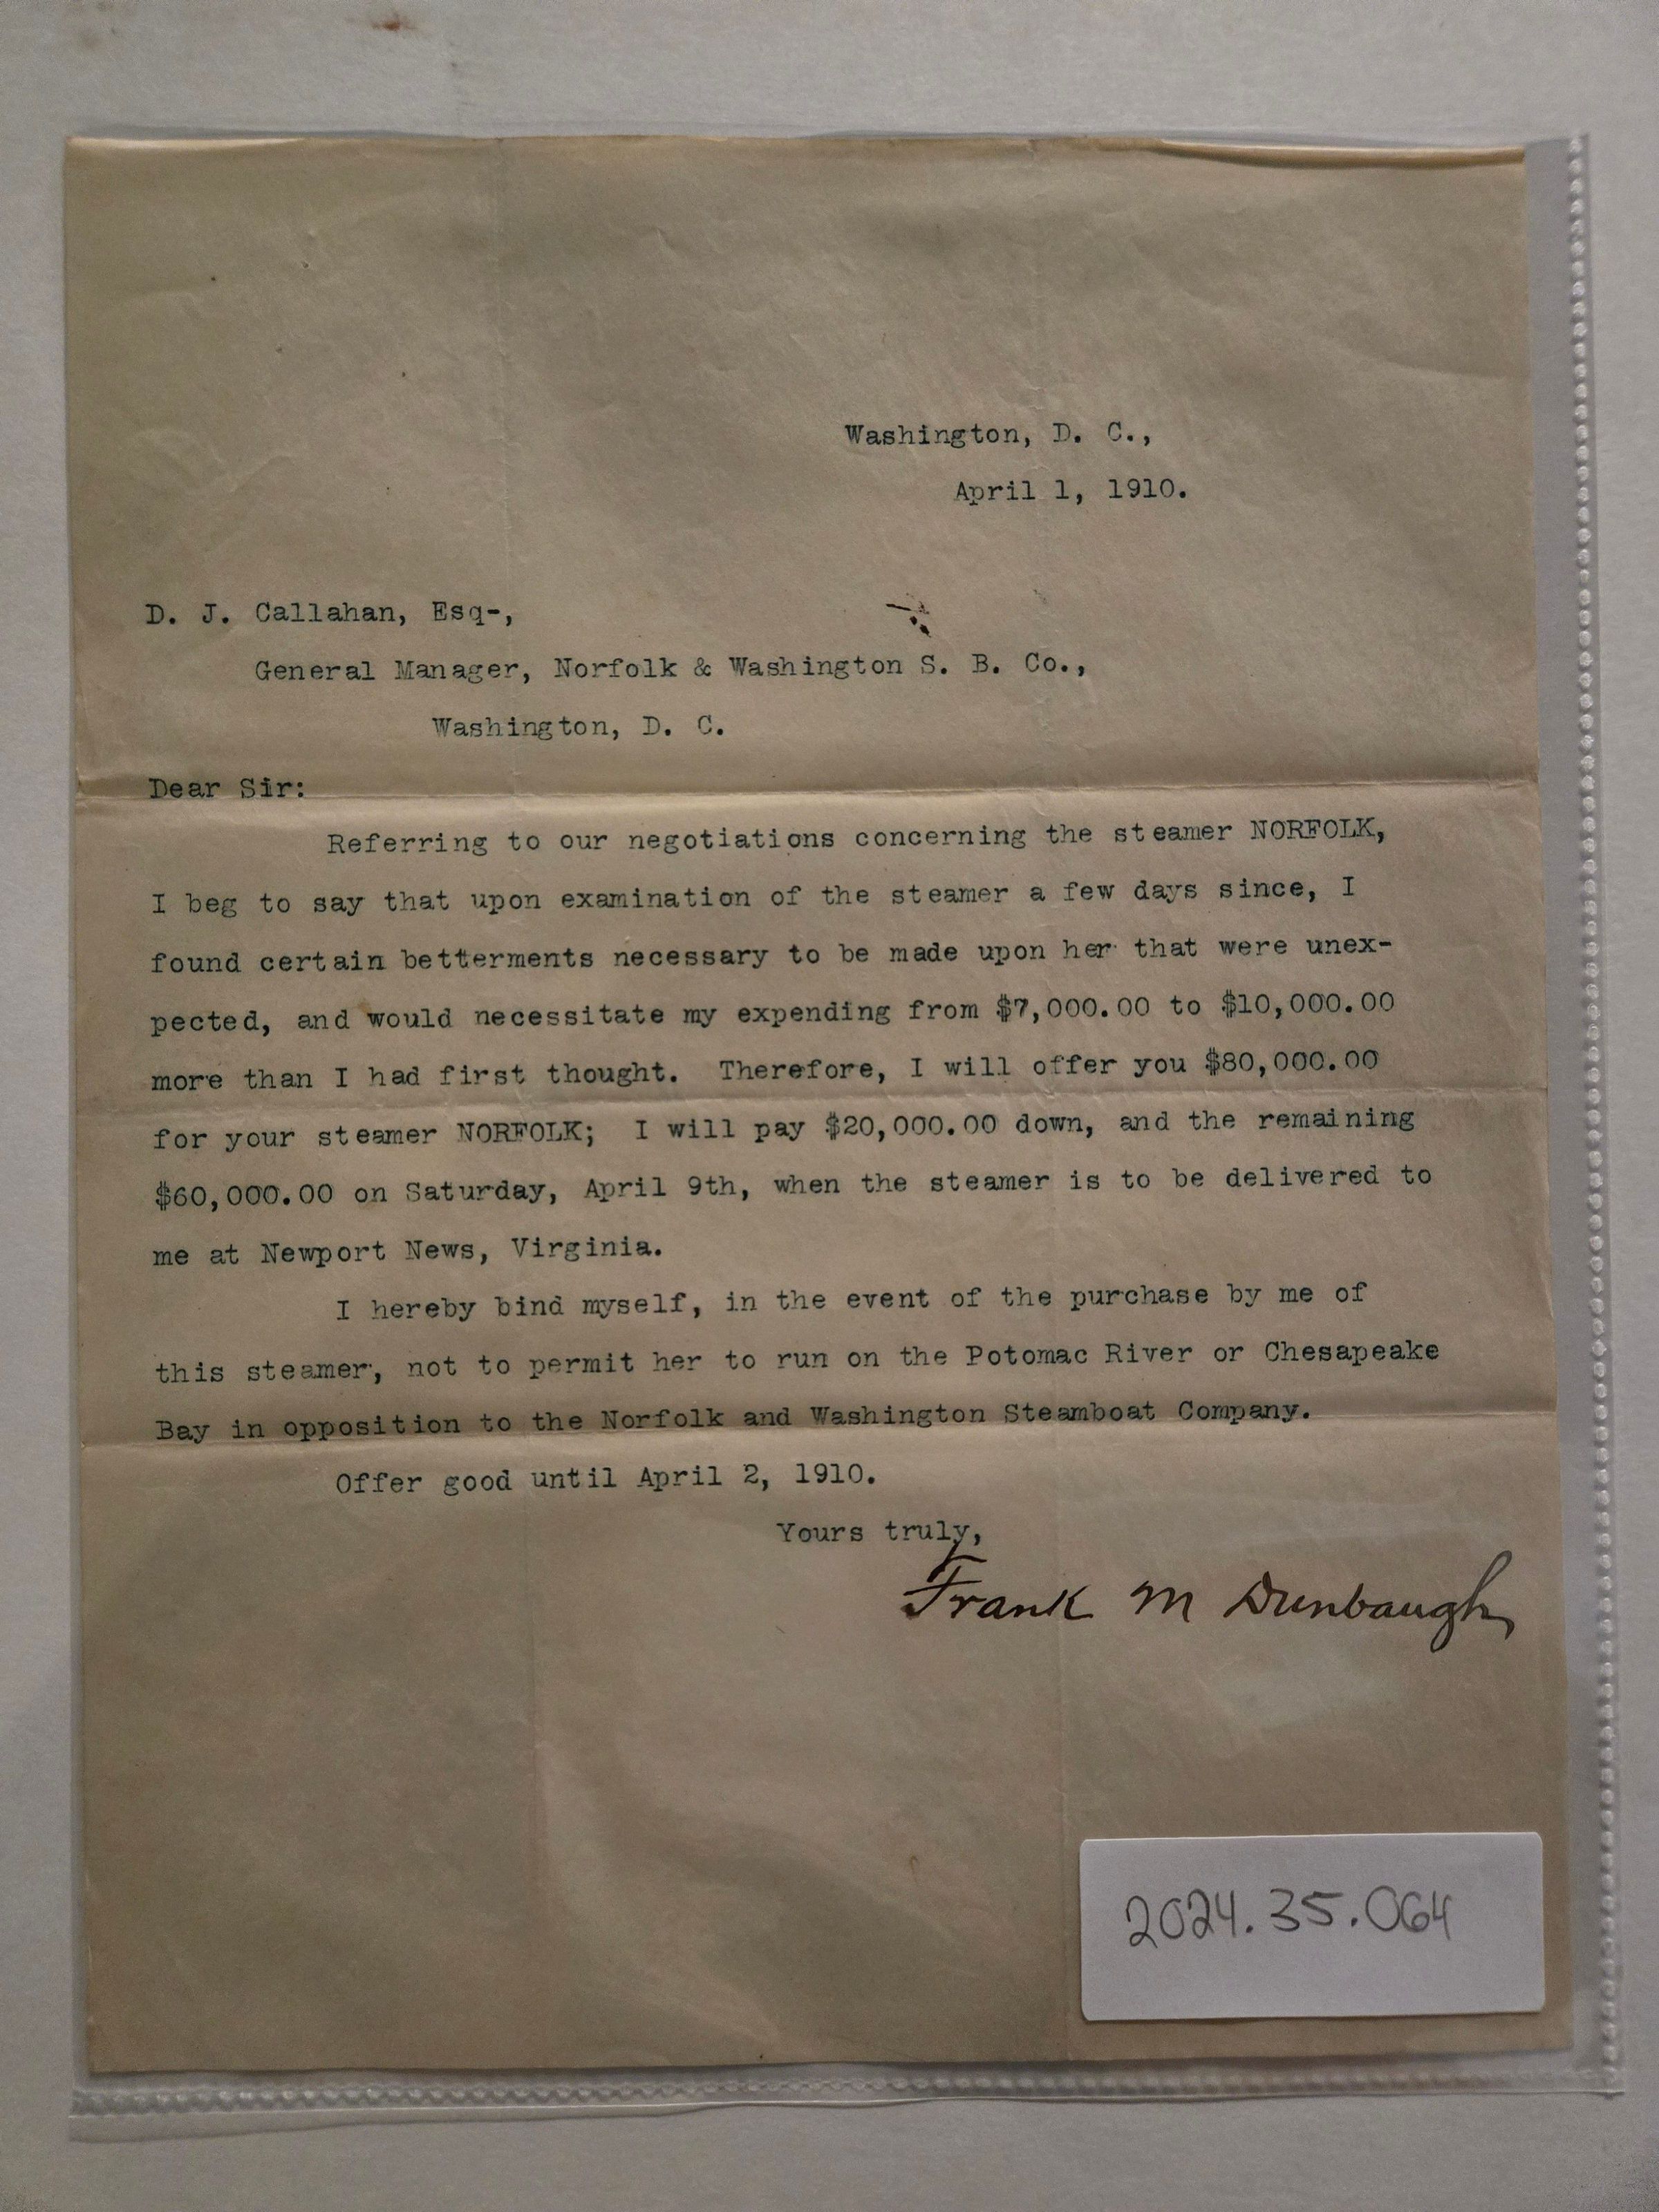 Washington, D. C.,
April 1, 1910.
D. J. Callahan, Esq-,
General Manager, Norfolk & Washington S. B. Co.,
Washington, D. C.
Dear Sir:
Referring to our negotiations concerning the steamer NORFOLK,
I beg to say that upon examination of the steamer a few days since, I
found certain betterments necessary to be made upon her that were unex-
pected, and would necessitate my expending from $7,000.00 to $10,000.00
more than I had first thought. Therefore, I will offer you $80,000.00
for your steamer NORFOLK; I will pay $20,000.00 down, and the remaining
$60,000.00 on Saturday, April 9th, when the steamer is to be delivered to
me at Newport News, Virginia.
I hereby bind myself, in the event of the purchase by me of
this steamer, not to permit her to run on the Potomac River or Chesapeake
Bay in opposition to the Norfolk and Washington Steamboat Company.
Offer good until April 2, 1910.
Yours truly,
Frank M Dunbaugh
2024.35.064